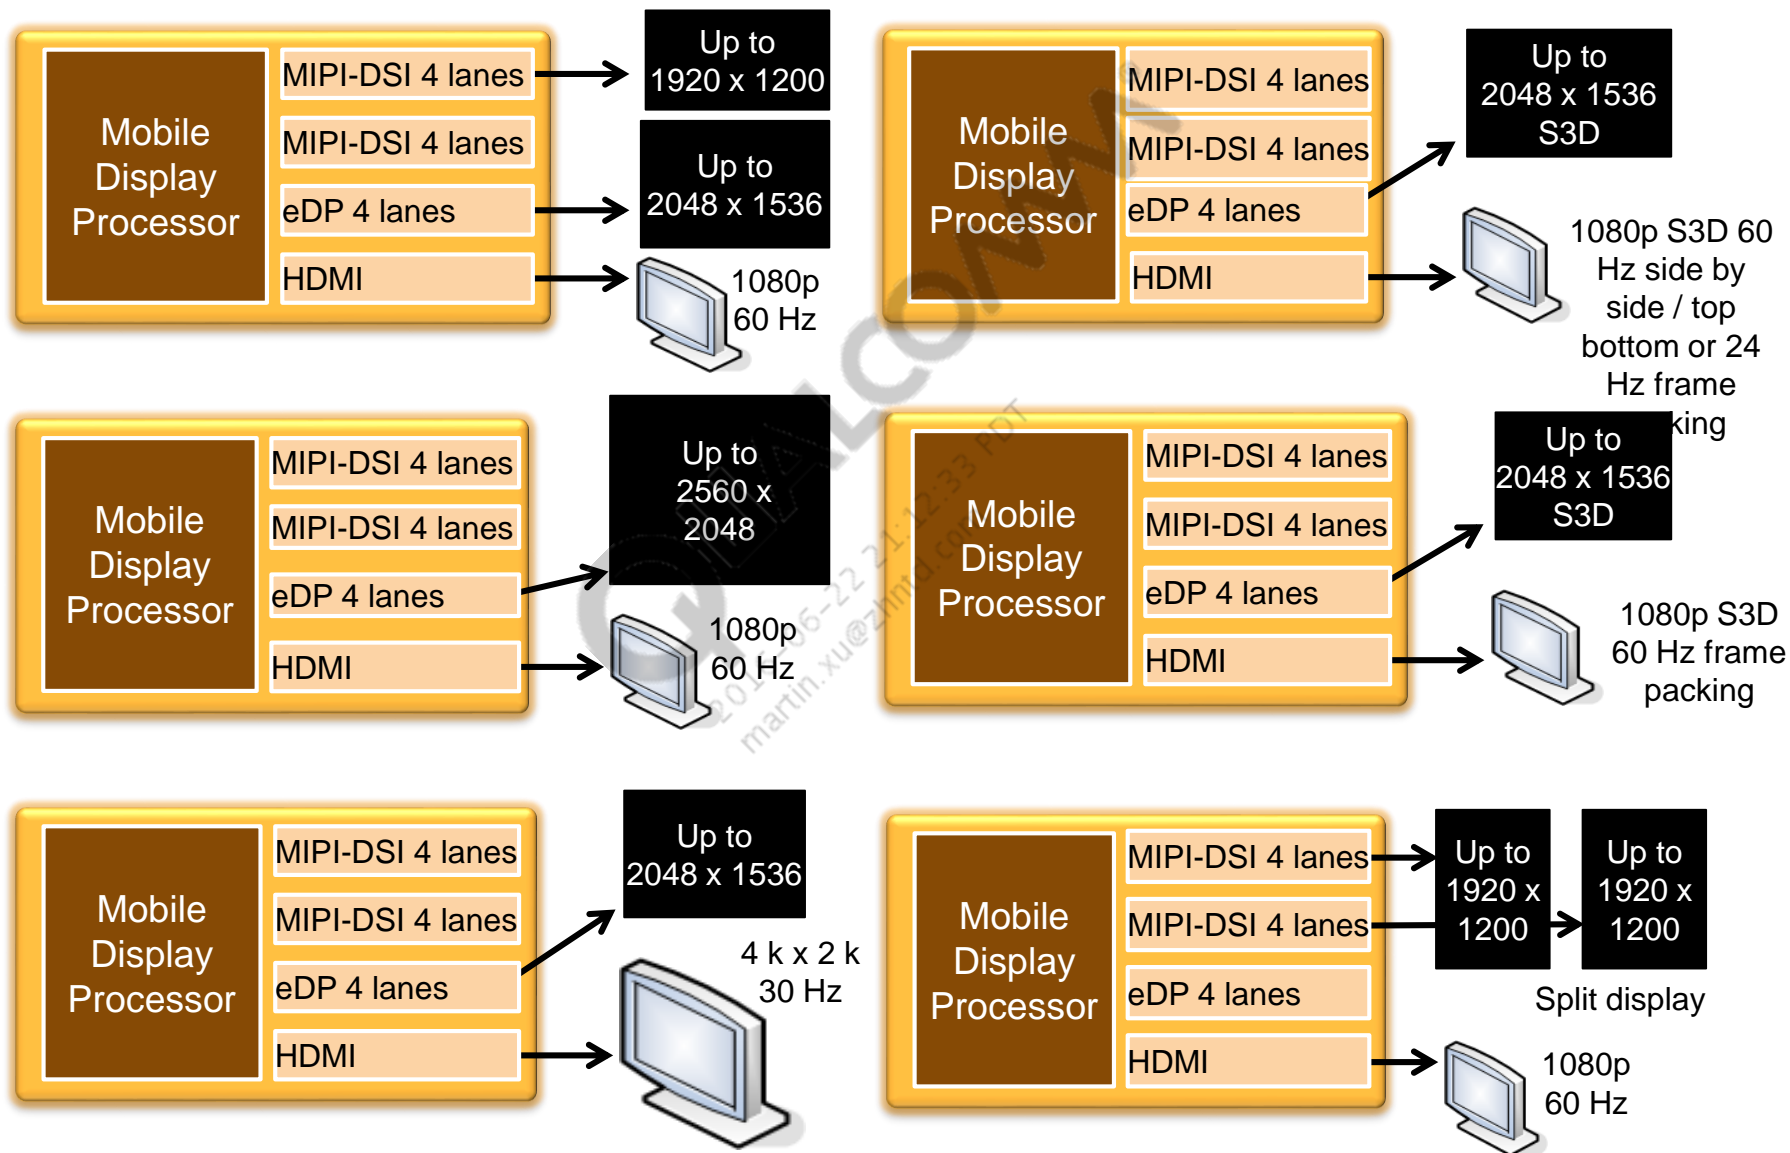 Mobile
Display
Processor
MIPI-DSI 4 lanes
MIPI-DSI 4 lanes
eDP 4 lanes
HDMI
Up to
1920 x 1200
Up to
2048 x 1536
1080p
60 Hz
Mobile
Display
Processor
MIPI-DSI 4 lanes
MIPI-DSI 4 lanes
eDP 4 lanes
HDMI
Up to
2048 x 1536
S3D
1080p S3D 60
Hz side by
side / top
bottom or 24
Hz frame
king
Mobile
Display
Processor
MIPI-DSI 4 lanes
MIPI-DSI 4 lanes
eDP 4 lanes
HDMI
Up to
2560 x
2048
1080p
60 Hz
Mobile
Display
Processor
MIPI-DSI 4 lanes
MIPI-DSI 4 lanes
eDP 4 lanes
HDMI
Up to
2048 x 1536
S3D
1080p S3D
60 Hz frame
packing
Mobile
Display
Processor
MIPI-DSI 4 lanes
MIPI-DSI 4 lanes
eDP 4 lanes
HDMI
Up to
2048 x 1536
4 k x 2 k
30 Hz
Mobile
Display
Processor
MIPI-DSI 4 lanes
MIPI-DSI 4 lanes
eDP 4 lanes
HDMI
Up to
1920 x
1200
Up to
1920 x
1200
Split display
1080p
60 Hz
QUALCOMM
21:12:33 PDT